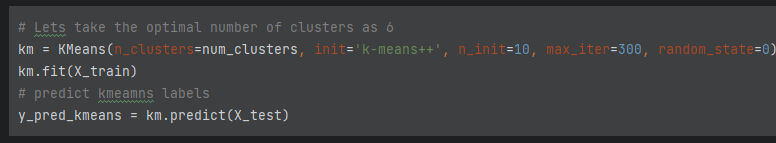 # Lets take the optimal number of clusters as 6
km = KMeans(n_clusters=num_clusters, init='k-means++', n_init=10, max_iter=300, random_state=0)
km.fit(X_train)
# predict kmeamns labels
y_pred_kmeans = km.predict(X_test)